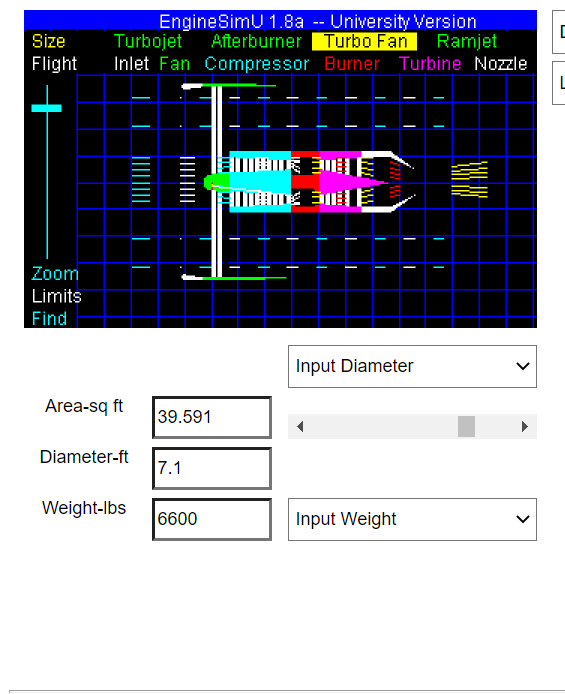 EngineSimU 1.8a -- University Version
Size Turbojet Afterburner Turbo Fan Ramjet
Flight Inlet Fan Compressor Burner Turbine Nozzle
Zoom
Limits
Find
Input Diameter
Area-sq ft 39.591
Diameter-ft 7.1
Weight-lbs 6600 Input Weight